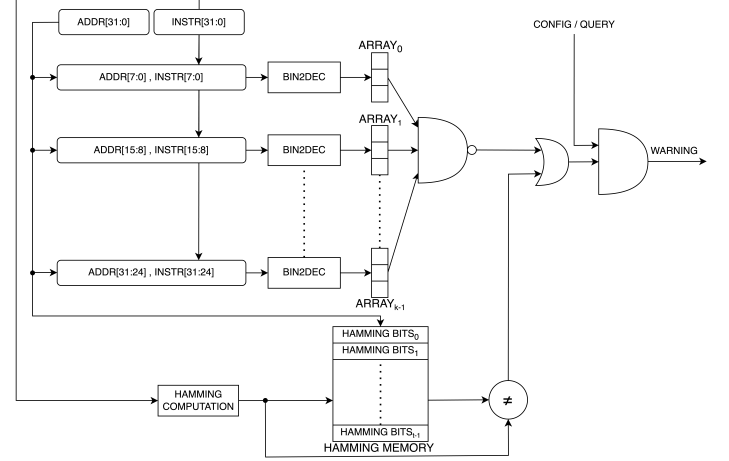 ADDR[31:0]
INSTR[31:0]
CONFIG / QUERY
ARRAY0
ADDR[7:0] , INSTR[7:0]
BIN2DEC
ARRAY1
ADDR[15:8] , INSTR[15:8]
BIN2DEC
WARNING
ADDR[31:24] , INSTR[31:24]
BIN2DEC
ARRAYk-1
HAMMING BITS0
HAMMING BITS1
HAMMING
COMPUTATION
≠
HAMMING BITSt-1
HAMMING MEMORY